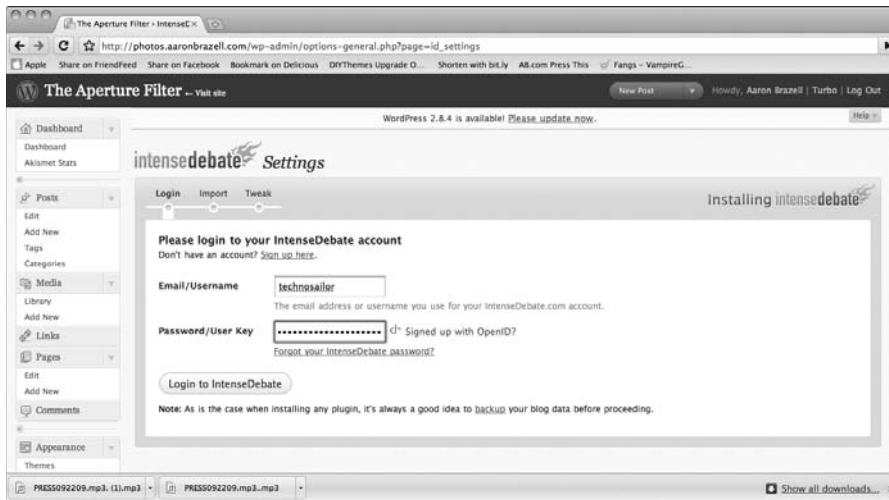 The Aperture Filter › IntenseD
http://photos.aaronbrazell.com/wp-admin/options-general.php?page=id_settings
Apple Share on FriendFeed Share on Facebook Bookmark on Delicious DIYThemes Upgrade O... Shorten with bit.ly AB.com Press This Fangs - VampireG...
The Aperture Filter ← Visit site New Post Howdy, Aaron Brazell | Turbo | Log Out
WordPress 2.8.4 is available! Please update now. Help
Dashboard
Dashboard
Akismet Stats
intensedebate Settings
Posts
Edit
Add New
Tags
Categories
Media
Library
Add New
Links
Pages
Edit
Add New
Comments
Appearance
Themes
Login Import Tweak
Installing intensedebate
Please login to your IntenseDebate account
Don't have an account? Sign up here.
Email/Username technosailor
The email address or username you use for your IntenseDebate.com account.
Password/User Key •••••••••••••••••••• Signed up with OpenID?
Forgot your IntenseDebate password?
Login to IntenseDebate
Note: As is the case when installing any plugin, it's always a good idea to backup your blog data before proceeding.
PRESS092209.mp3. (1).mp3 PRESS092209.mp3..mp3 Show all downloads...